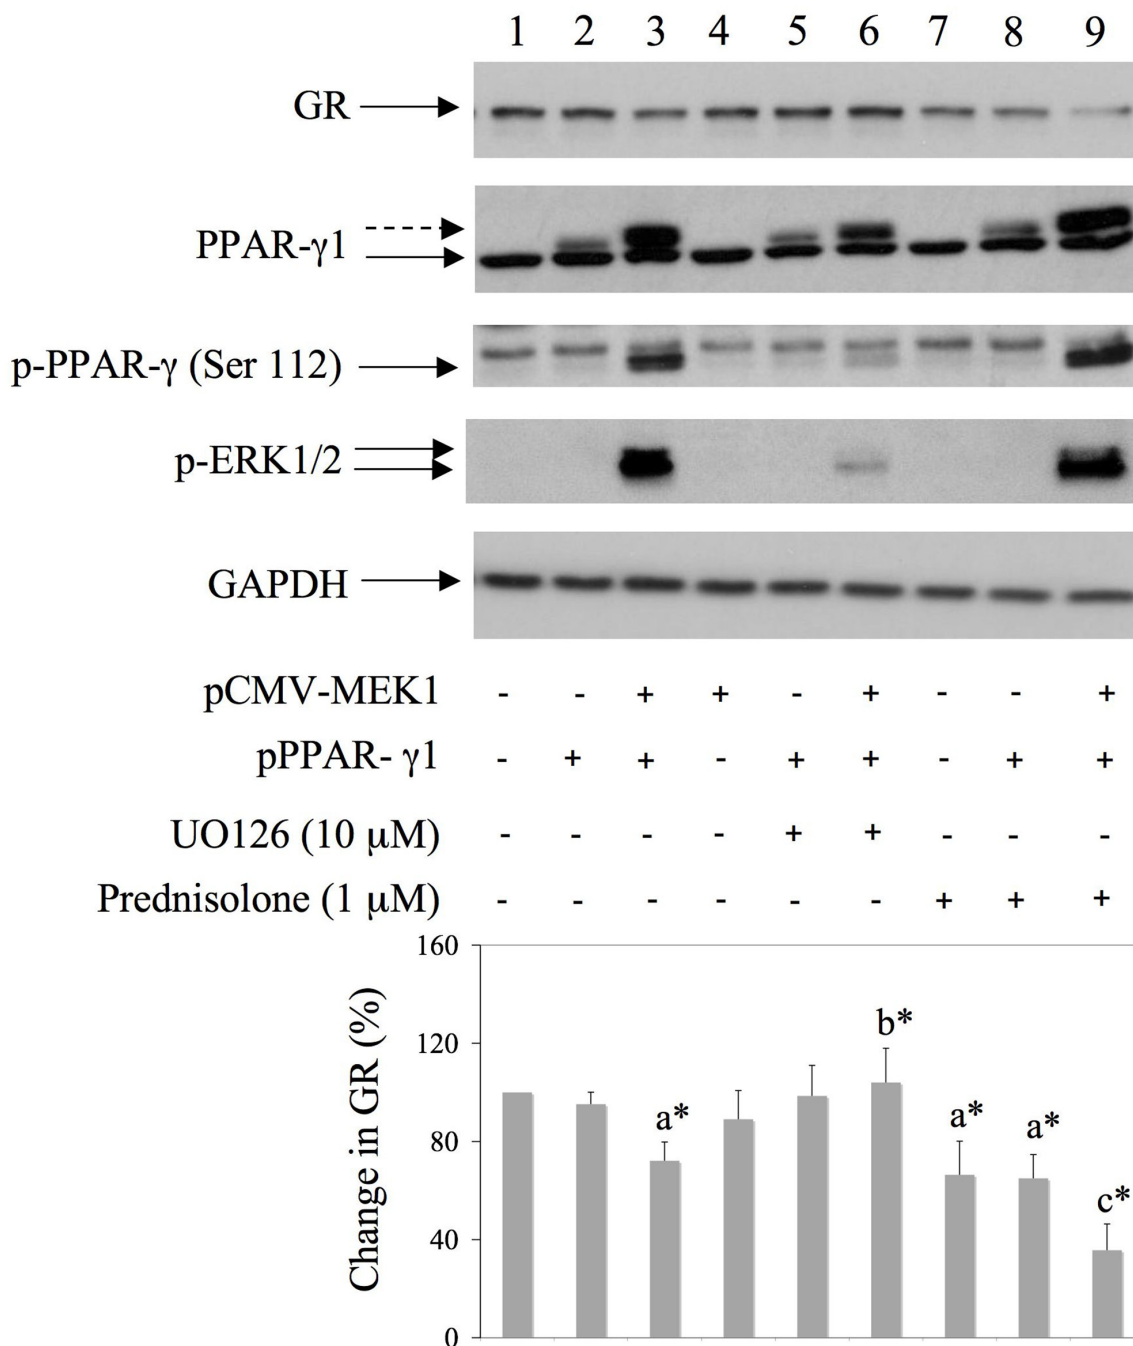 1 2 3 4 5 6 7 8 9
GR
PPAR-γ1
p-PPAR-γ (Ser 112)
p-ERK1/2
GAPDH
pCMV-MEK1 - - + + - + - - +
pPPAR- γ1 - + + - + + - + +
UO126 (10 μM) - - - - + + - - -
Prednisolone (1 μM) - - - - - - + + +
Change in GR (%)
160
120
80
40
0
a*
b*
a*
a*
c*